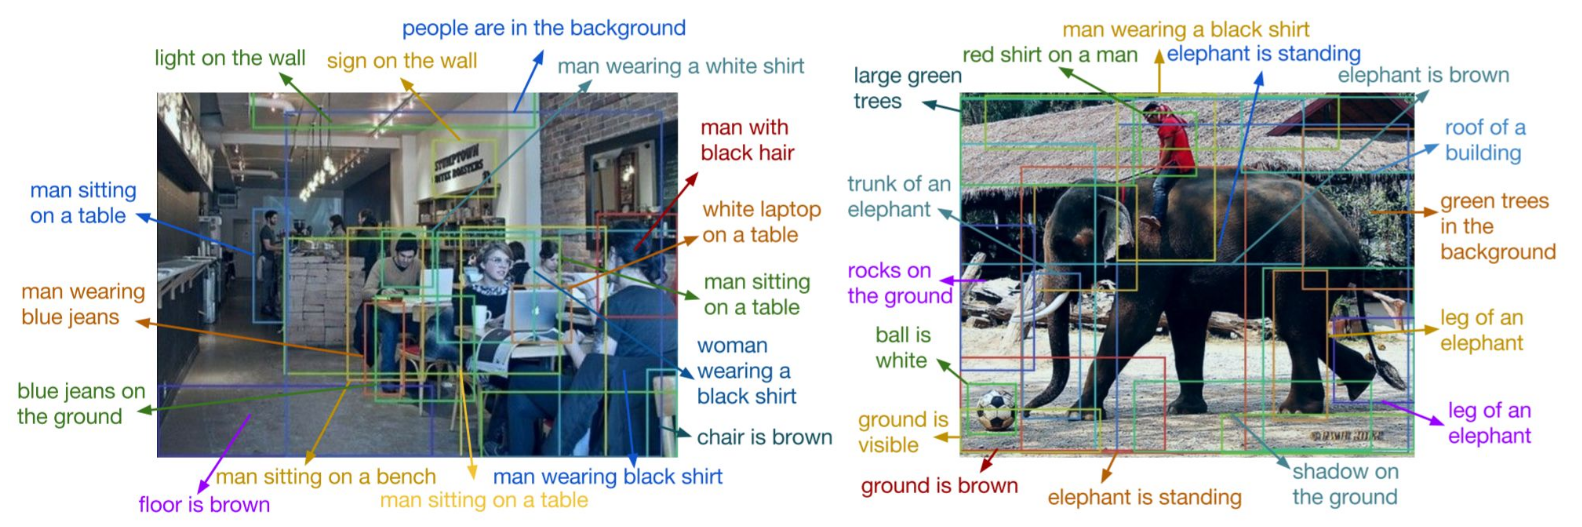 people are in the background
light on the wall
sign on the wall
man wearing a white shirt
man with
black hair
man sitting
on a table
white laptop
on a table
man sitting
on a table
man wearing
blue jeans
woman
wearing a
black shirt
blue jeans on
the ground
chair is brown
man sitting on a bench
man wearing black shirt
man sitting on a table
floor is brown
STUMPTOWN
COFFEE ROASTERS
man wearing a black shirt
red shirt on a man
elephant is standing
large green
trees
elephant is brown
roof of a
building
trunk of an
elephant
green trees
in the
background
rocks on
the ground
ball is
white
leg of an
elephant
ground is
visible
leg of an
elephant
ground is brown
elephant is standing
shadow on
the ground